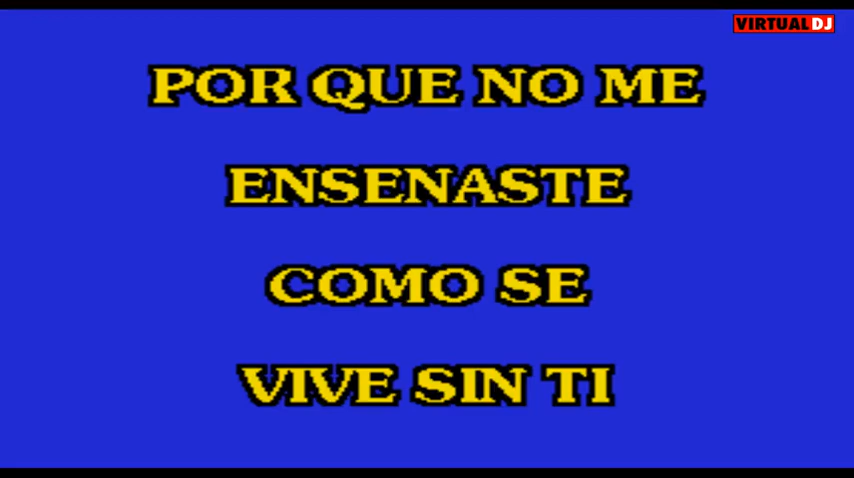 VIRTUALDJ
POR QUE NO ME
ENSENASTE
COMO SE
VIVE SIN TI